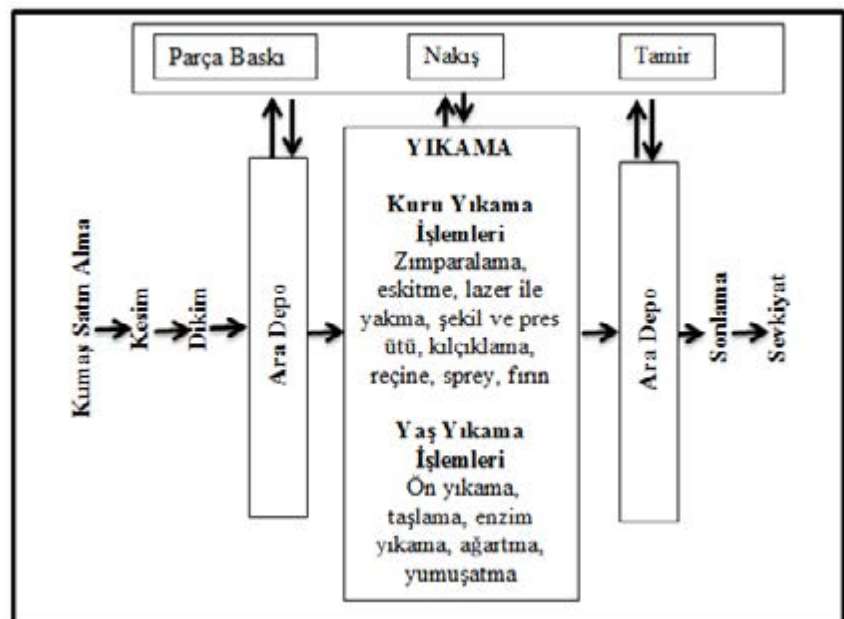 Parça Baskı
Nakış
Tamir
Kumaş Satın Alma
Kesim
Dikim
Ara Depo
YIKAMA
Kuru Yıkama
İşlemleri
Zımparalama,
eskitme, lazer ile
yakma, şekil ve pres
ütü, kılçıklama,
reçine, sprey, fırın
Yaş Yıkama
İşlemleri
Ön yıkama,
taşlama, enzim
yıkama, ağartma,
yumuşatma
Ara Depo
Sonlama
Sevkiyat